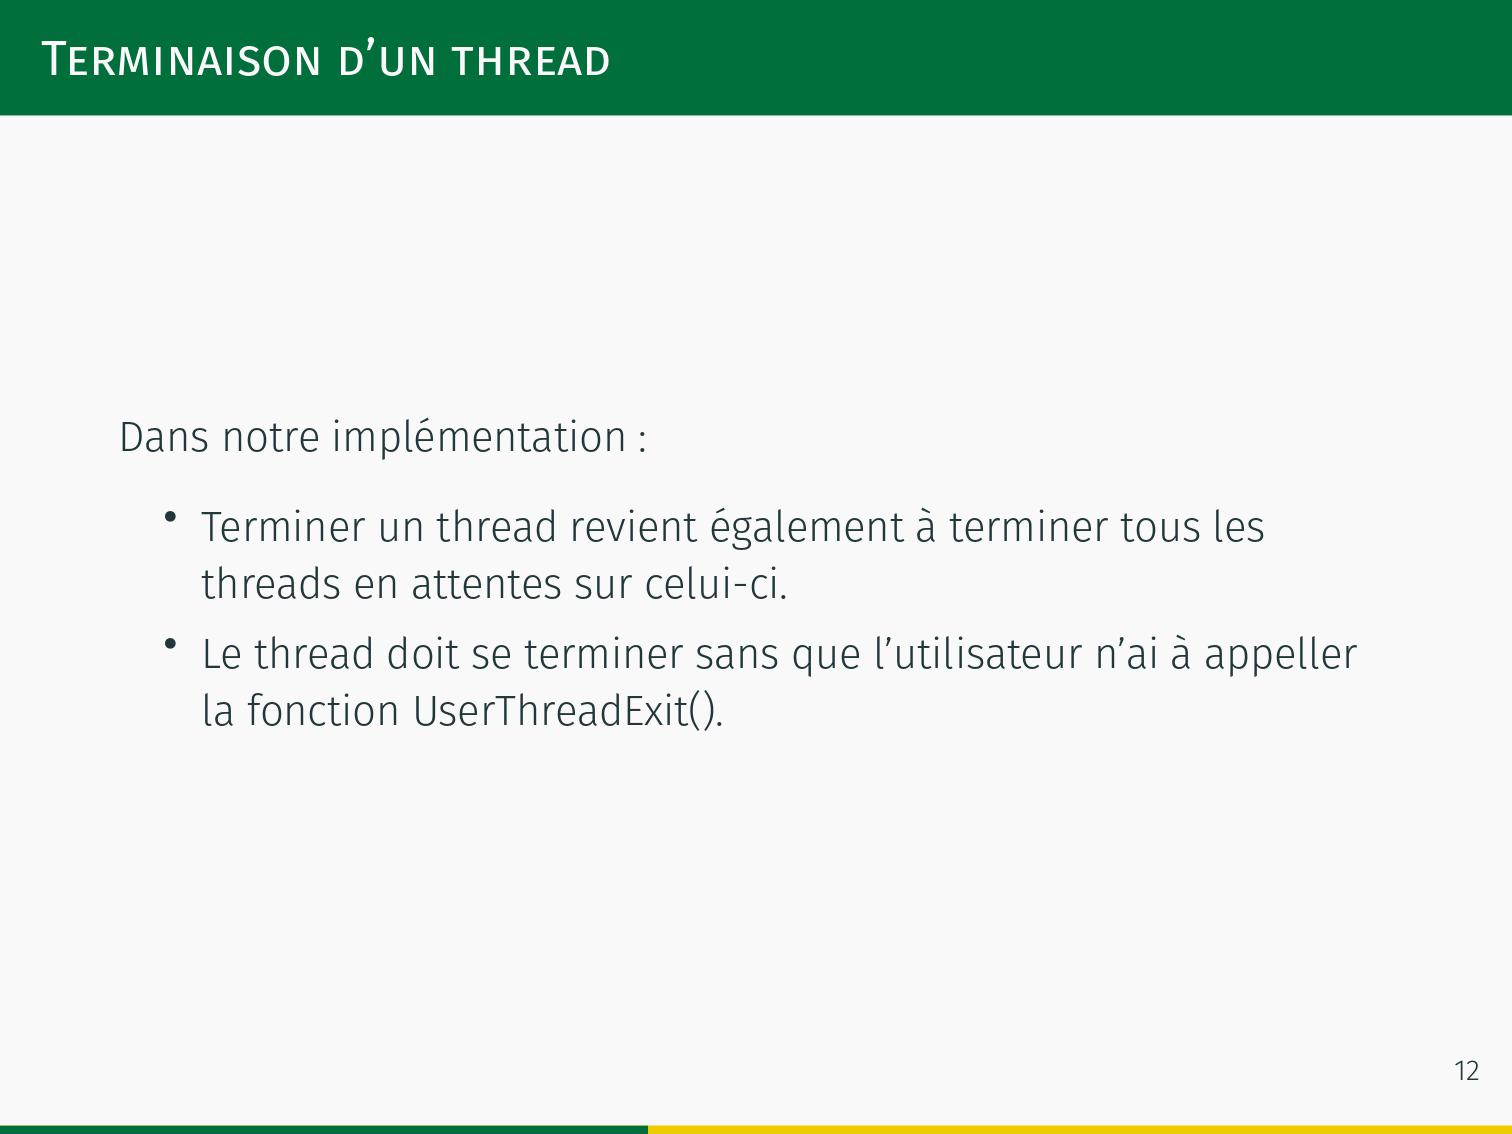 Terminaison d’un thread
Dans notre implémentation :
• Terminer un thread revient également à terminer tous les
threads en attentes sur celui-ci.
• Le thread doit se terminer sans que l’utilisateur n’ai à appeller
la fonction UserThreadExit().
12